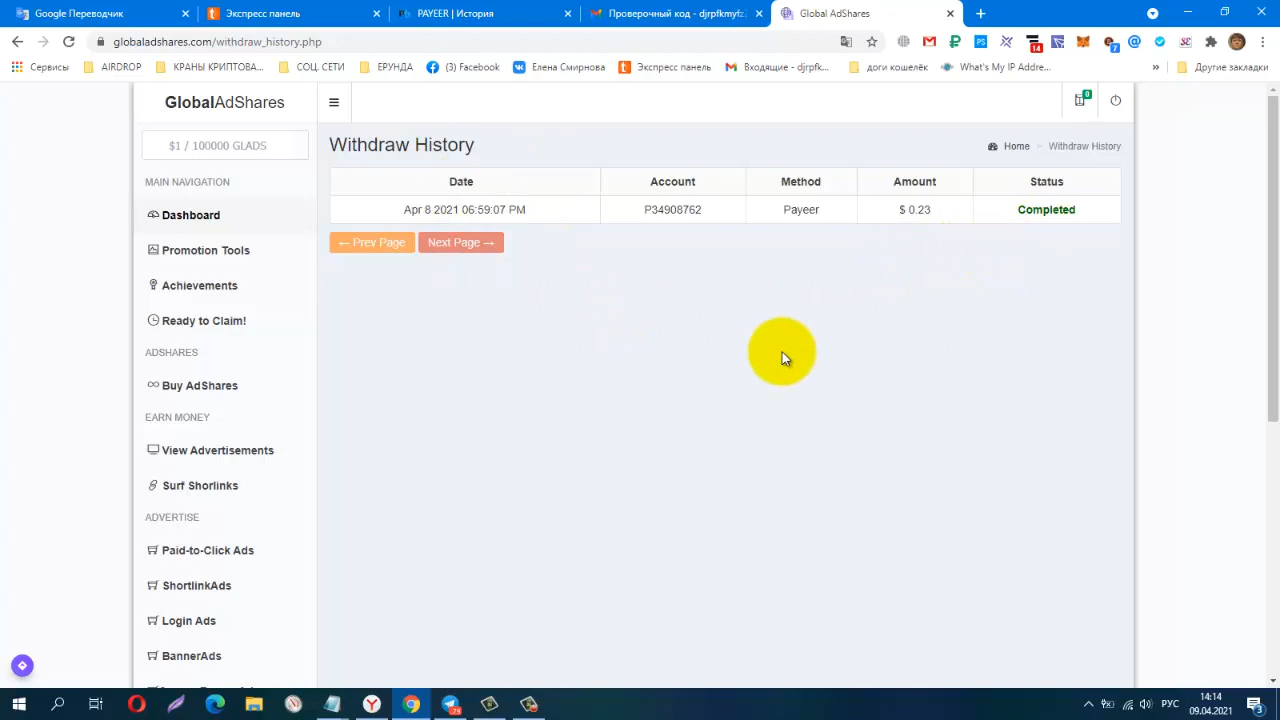 Google Переводчик
Экспресс панель
PAYEER | История
Проверочный код - djrpfkmyfz
Global AdShares
globaladshares.com/withdraw_history.php
14
7
Сервисы
AIRDROP
КРАНЫ КРИПТОВА...
СОЦ. СЕТИ
ЕРУНДА
(3) Facebook
Елена Смирнова
Экспресс панель
Входящие - djrpfk...
доги кошелёк
What's My IP Addre...
»
Другие закладки
GlobalAdShares
0
$1 / 100000 GLADS
Withdraw History
Home
Withdraw History
MAIN NAVIGATION
Date Account Method Amount Status
Apr 8 2021 06:59:07 PM P34908762 Payeer $ 0.23 Completed
← Prev Page
Next Page →
Dashboard
Promotion Tools
Achievements
Ready to Claim!
ADSHARES
Buy AdShares
EARN MONEY
View Advertisements
Surf Shorlinks
ADVERTISE
Paid-to-Click Ads
ShortlinkAds
Login Ads
BannerAds
РУС
14:14
09.04.2021
3